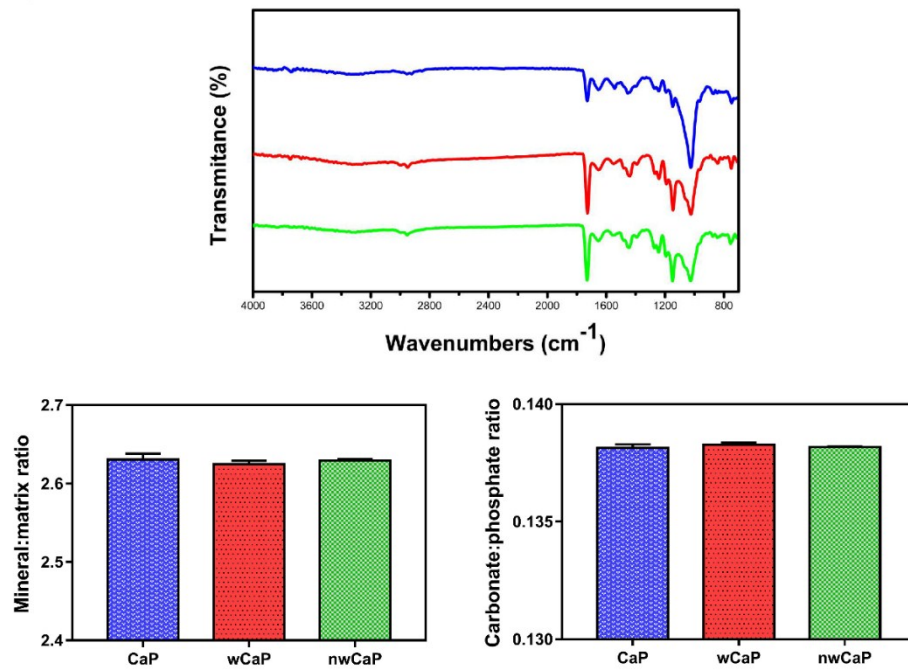 Transmitance (%)
4000 3600 3200 2800 2400 2000 1600 1200 800
Wavenumbers (cm-1)
Mineral:matrix ratio
2.7
2.6
2.5
2.4
CaP wCaP nwCaP
Carbonate:phosphate ratio
0.140
0.135
0.130
CaP wCaP nwCaP